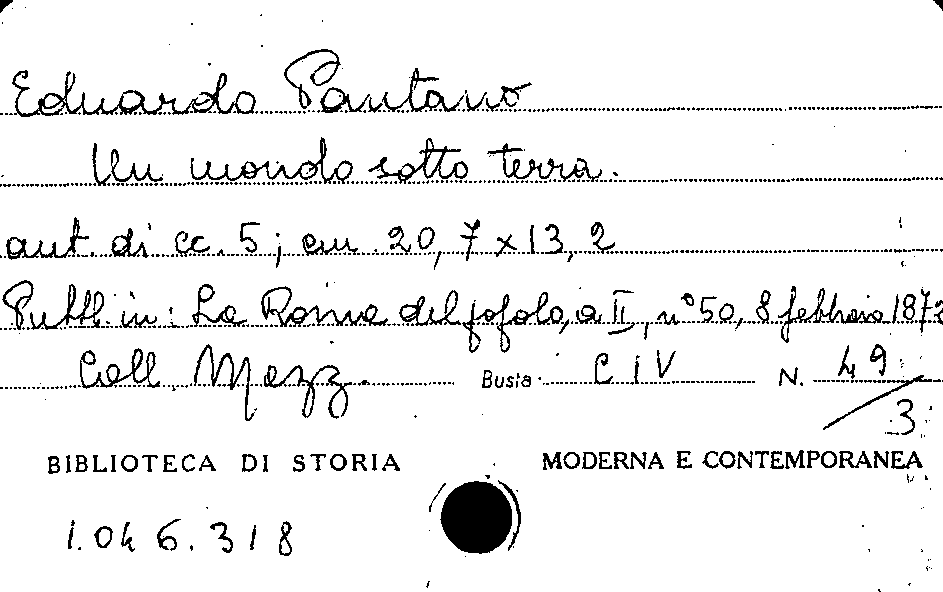 Eduardo Pantano
Un mondo sotto terra.
aut. di cc. 5; cm. 20,7 x 13,2
Pubbl. in: La Roma del popolo, a. II, n° 50, 8 febbraio 1872
Coll. Mazz. Busta CIV N. 49/3
BIBLIOTECA DI STORIA MODERNA E CONTEMPORANEA
1.046.318